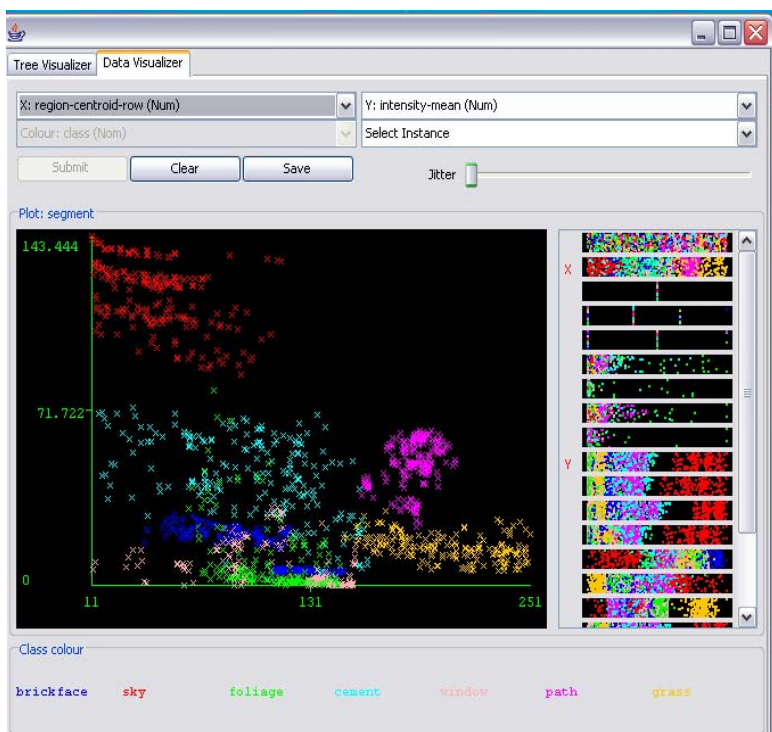 Tree Visualizer Data Visualizer
X: region-centroid-row (Num) Y: intensity-mean (Num)
Colour: class (Nom) Select Instance
Submit Clear Save Jitter
Plot: segment
143.444
X
71.722
Y
0
11 131 251
Class colour
brickface sky foliage cement window path grass